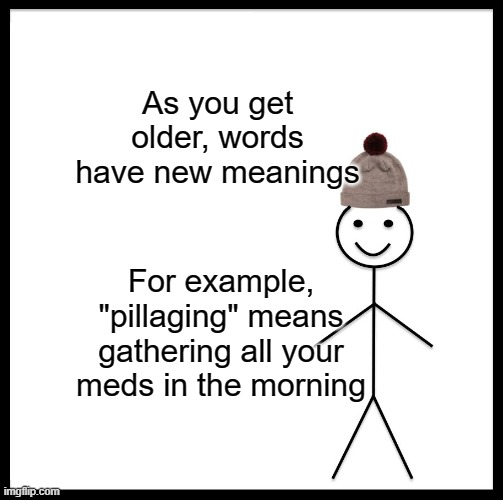 As you get
older, words
have new meanings
For example,
"pillaging" means
gathering all your
meds in the morning
imgflip.com